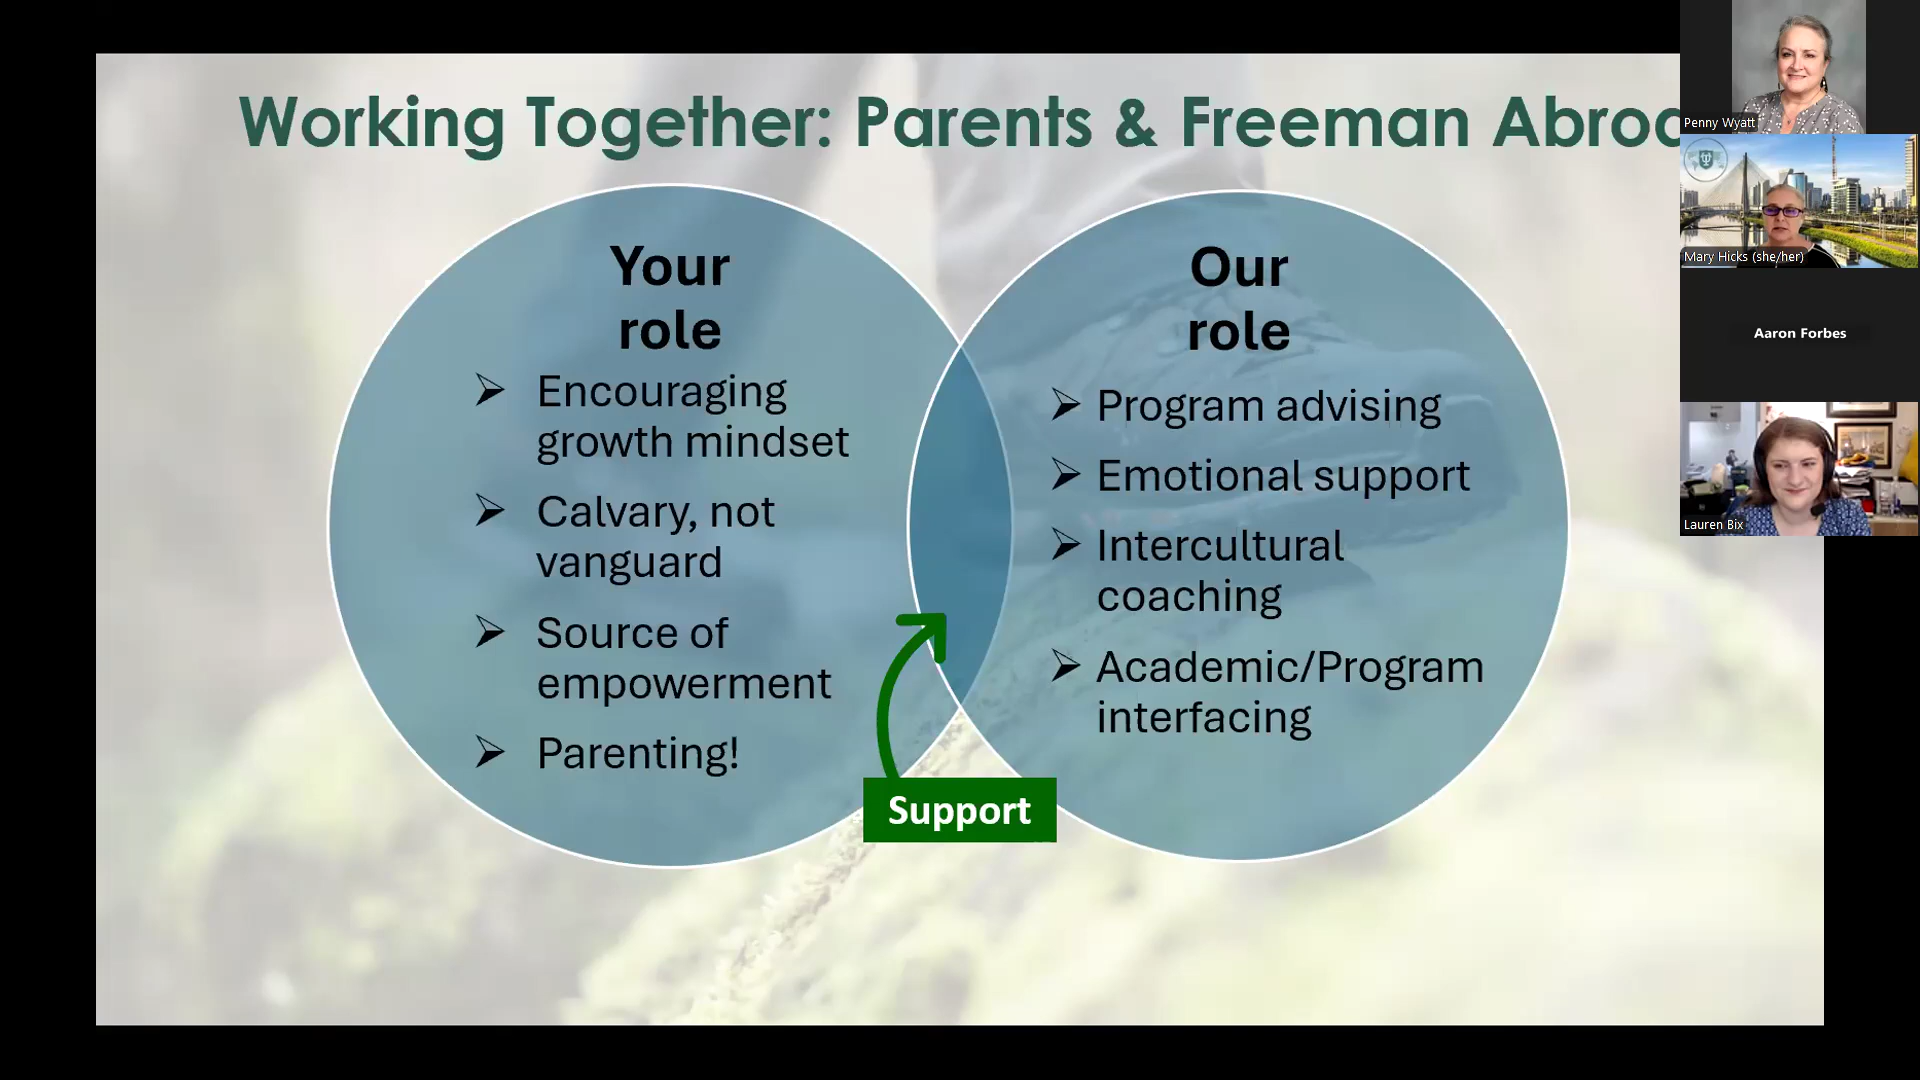 Working Together: Parents & Freeman Abroa
Your
role
➢ Encouraging
growth mindset
➢ Calvary, not
vanguard
➢ Source of
empowerment
➢ Parenting!
Our
role
➢ Program advising
➢ Emotional support
➢ Intercultural
coaching
➢ Academic/Program
interfacing
Support
Penny Wyatt
Mary Hicks (she/her)
Aaron Forbes
Lauren Bix